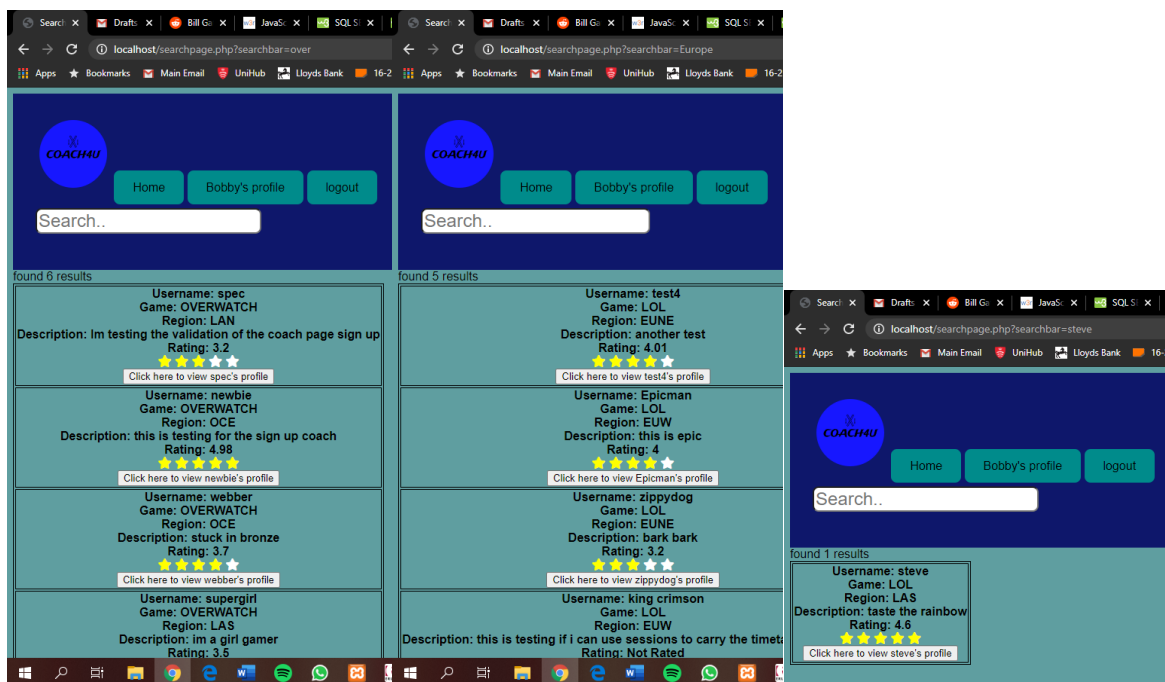 Search
Drafts
Bill Ga
JavaSc
SQL S
localhost/searchpage.php?searchbar=over
Apps Bookmarks Main Email UniHub Lloyds Bank 16-2
COACH4U
Home Bobby's profile logout
Search..
found 6 results
Username: spec
Game: OVERWATCH
Region: LAN
Description: Im testing the validation of the coach page sign up
Rating: 3.2
Click here to view spec's profile
Username: newbie
Game: OVERWATCH
Region: OCE
Description: this is testing for the sign up coach
Rating: 4.98
Click here to view newbie's profile
Username: webber
Game: OVERWATCH
Region: OCE
Description: stuck in bronze
Rating: 3.7
Click here to view webber's profile
Username: supergirl
Game: OVERWATCH
Region: LAS
Description: im a girl gamer
Rating: 3.5
Search
Drafts
Bill Ga
JavaSc
SQL S
localhost/searchpage.php?searchbar=Europe
Apps Bookmarks Main Email UniHub Lloyds Bank 16-2
COACH4U
Home Bobby's profile logout
Search..
found 5 results
Username: test4
Game: LOL
Region: EUNE
Description: another test
Rating: 4.01
Click here to view test4's profile
Username: Epicman
Game: LOL
Region: EUW
Description: this is epic
Rating: 4
Click here to view Epicman's profile
Username: zippydog
Game: LOL
Region: EUNE
Description: bark bark
Rating: 3.2
Click here to view zippydog's profile
Username: king crimson
Game: LOL
Region: EUW
Description: this is testing if i can use sessions to carry the timeta
Rating: Not Rated
Search
Drafts
Bill Ga
JavaSc
SQL S
localhost/searchpage.php?searchbar=steve
Apps Bookmarks Main Email UniHub Lloyds Bank 16-
COACH4U
Home Bobby's profile logout
Search..
found 1 results
Username: steve
Game: LOL
Region: LAS
Description: taste the rainbow
Rating: 4.6
Click here to view steve's profile